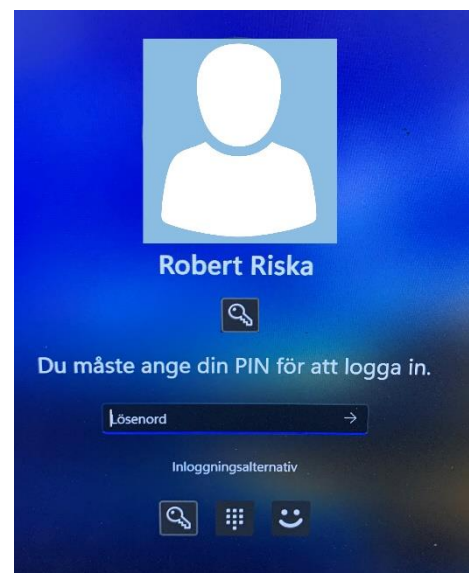 Robert Riska
Du måste ange din PIN för att logga in.
Lösenord
Inloggningsalternativ